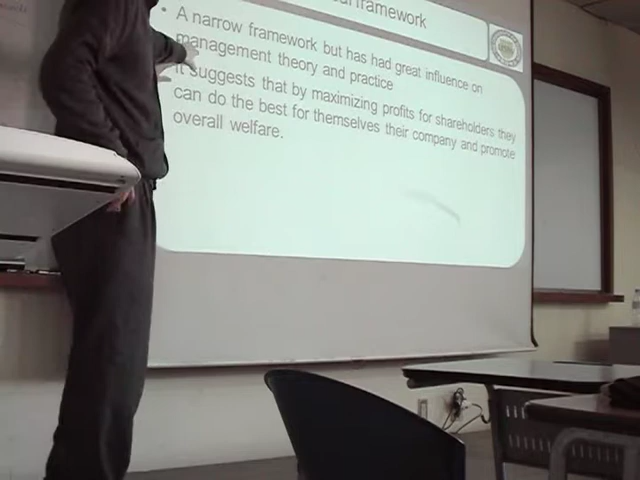 framework
• A narrow framework but has had great influence on
management theory and practice
It suggests that by maximizing profits for shareholders they
can do the best for themselves their company and promote
overall welfare.